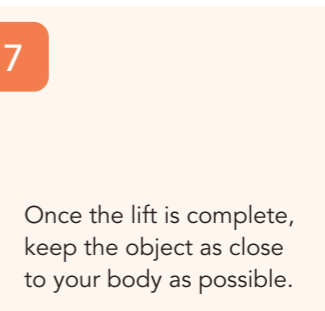 7
Once the lift is complete,
keep the object as close
to your body as possible.